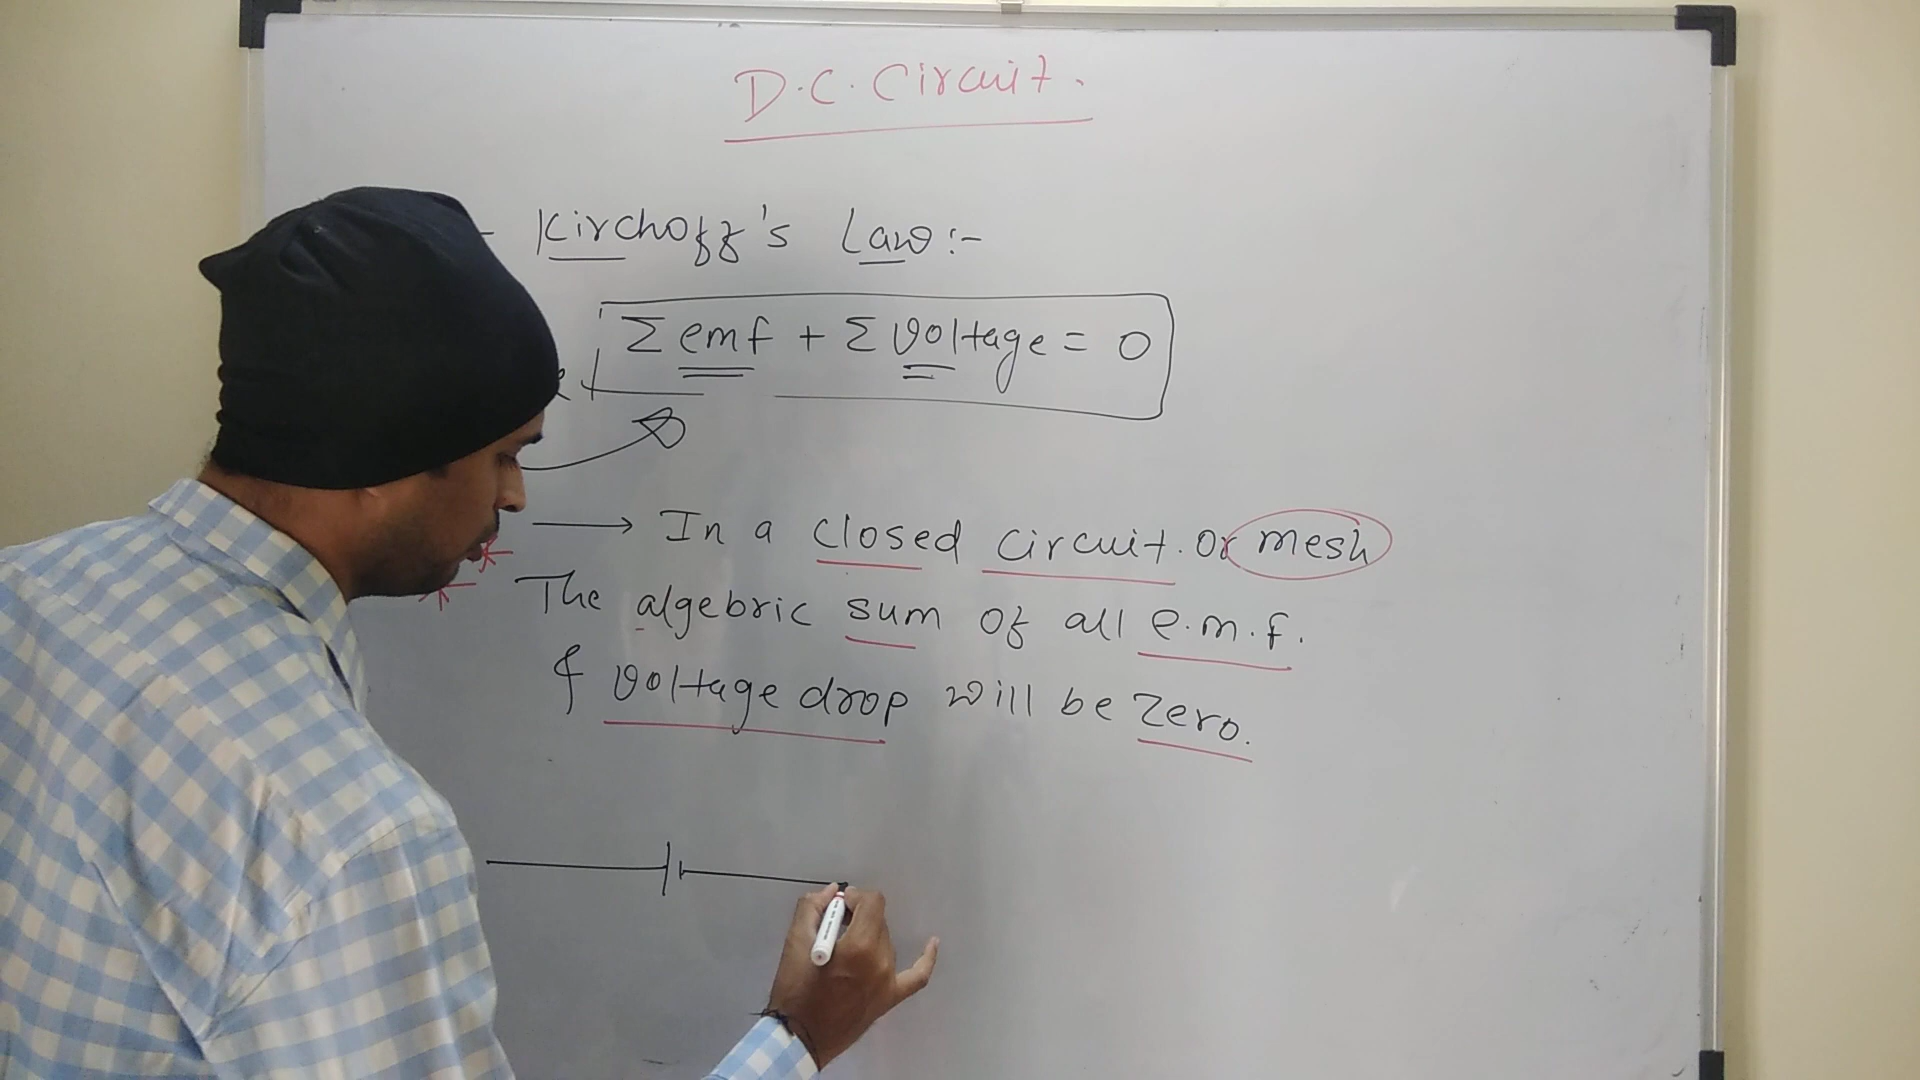 D.C. Circuit.
- Kirchoff's Law:-
Σ emf + Σ voltage = 0
→ In a closed circuit. or mesh
The algebric sum of all e.m.f.
& voltage drop will be zero.